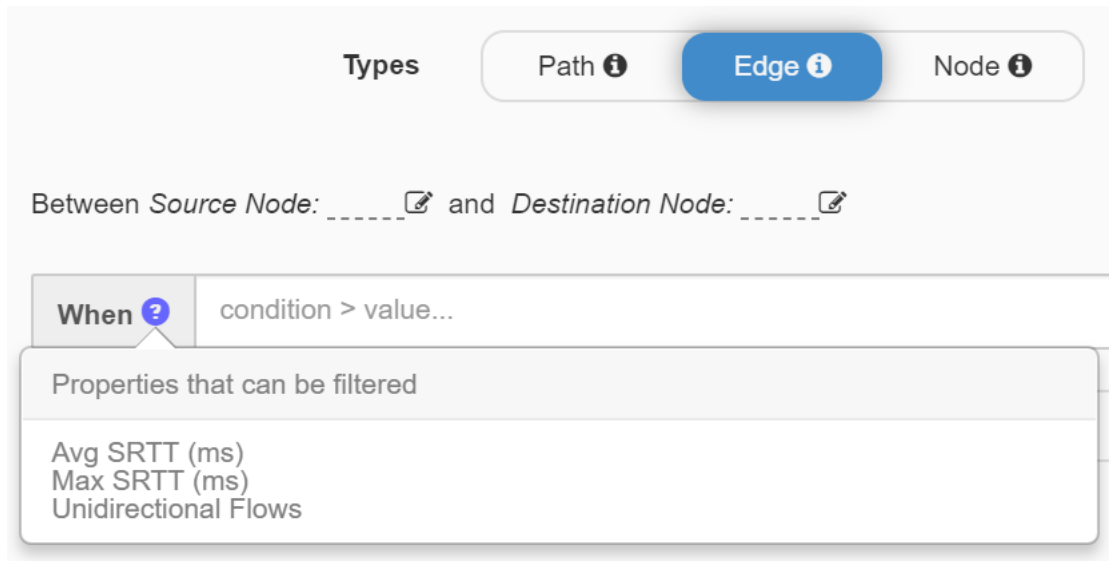 Types Path Edge Node
Between Source Node: ______ and Destination Node: ______
When ? condition > value...
Properties that can be filtered
Avg SRTT (ms)
Max SRTT (ms)
Unidirectional Flows